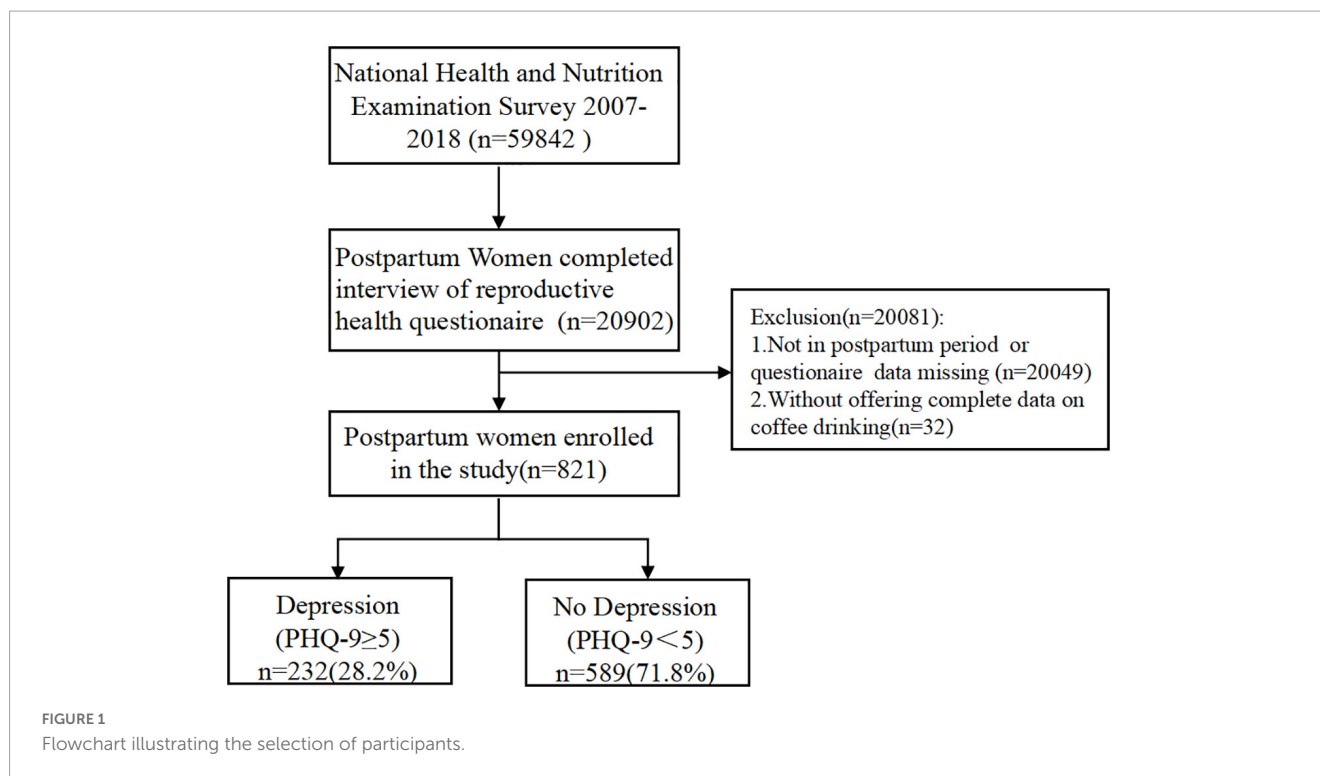 National Health and Nutrition
Examination Survey 2007-
2018 (n=59842 )
Postpartum Women completed
interview of reproductive
health questionaire (n=20902)
Exclusion(n=20081):
1.Not in postpartum period or
questionaire data missing (n=20049)
2.Without offering complete data on
coffee drinking(n=32)
Postpartum women enrolled
in the study(n=821)
Depression
(PHQ-9≥5)
n=232(28.2%)
No Depression
(PHQ-9<5)
n=589(71.8%)
FIGURE 1
Flowchart illustrating the selection of participants.